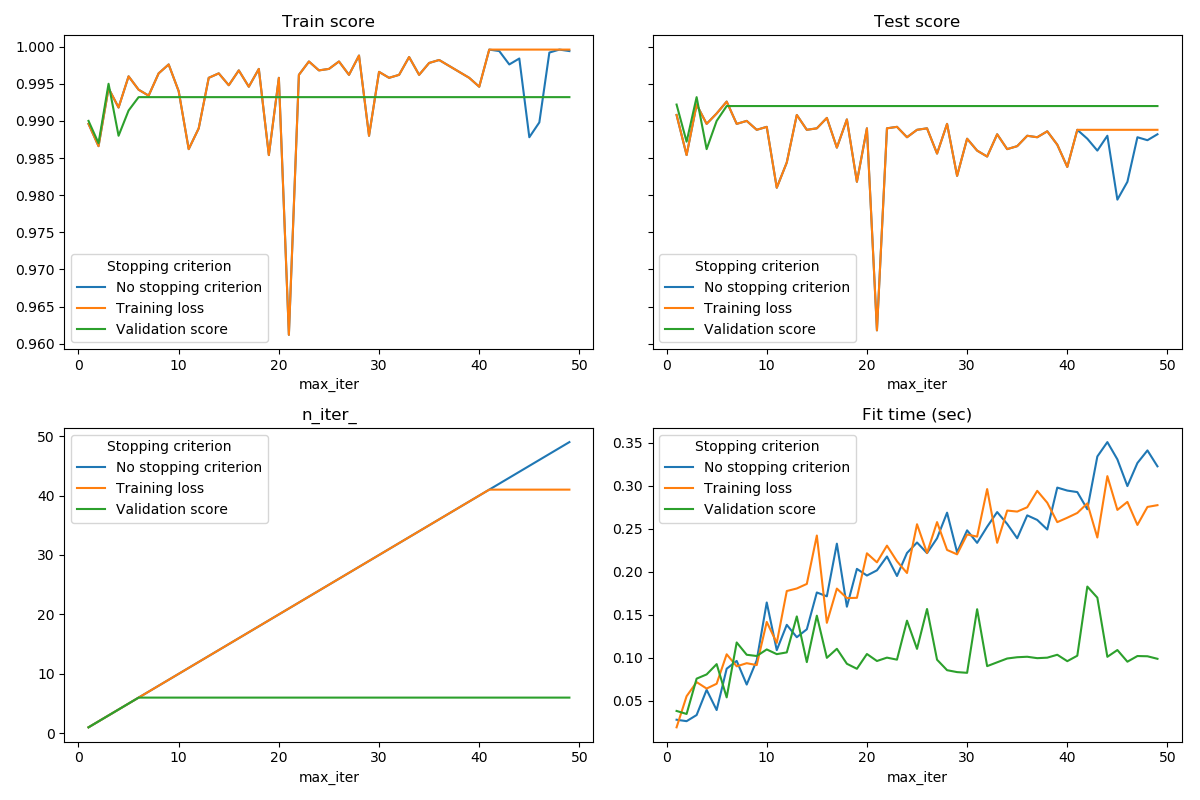 Train score
1.000
0.995
0.990
0.985
0.980
0.975
0.970
0.965
0.960
Stopping criterion
No stopping criterion
Training loss
Validation score
0 10 20 30 40 50
max_iter
Test score
Stopping criterion
No stopping criterion
Training loss
Validation score
0 10 20 30 40 50
max_iter
n_iter_
50
40
30
20
10
0
Stopping criterion
No stopping criterion
Training loss
Validation score
0 10 20 30 40 50
max_iter
Fit time (sec)
0.35
0.30
0.25
0.20
0.15
0.10
0.05
Stopping criterion
No stopping criterion
Training loss
Validation score
0 10 20 30 40 50
max_iter